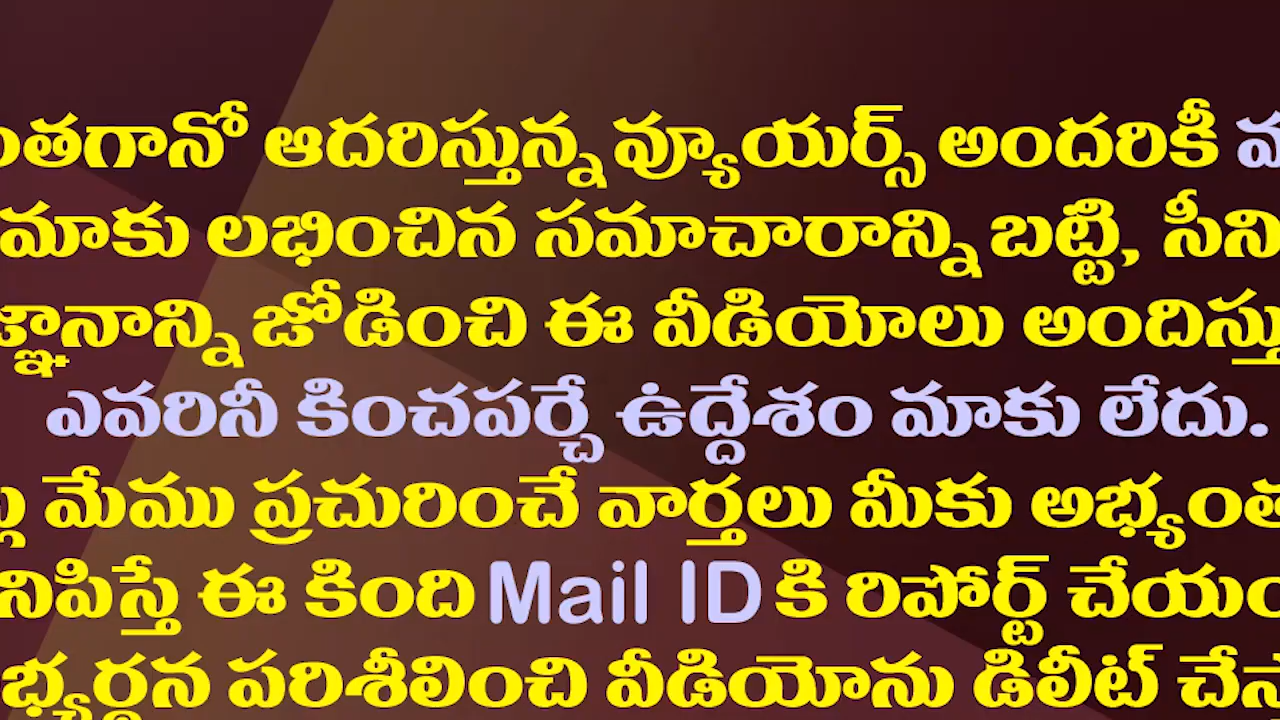 ఆదరిస్తున్న వ్యూయర్స్ అందరికీ
మాకు లభించిన సమాచారాన్ని బట్టి,
జోడించి ఈ వీడియోలు
ఎవరినీ కించపర్చే ఉద్దేశం మాకు లేదు.
మేము ప్రచురించే వార్తలు మీకు
ఈ కింది Mail ID కి రిపోర్ట్
పరిశీలించి వీడియోను డిలీట్